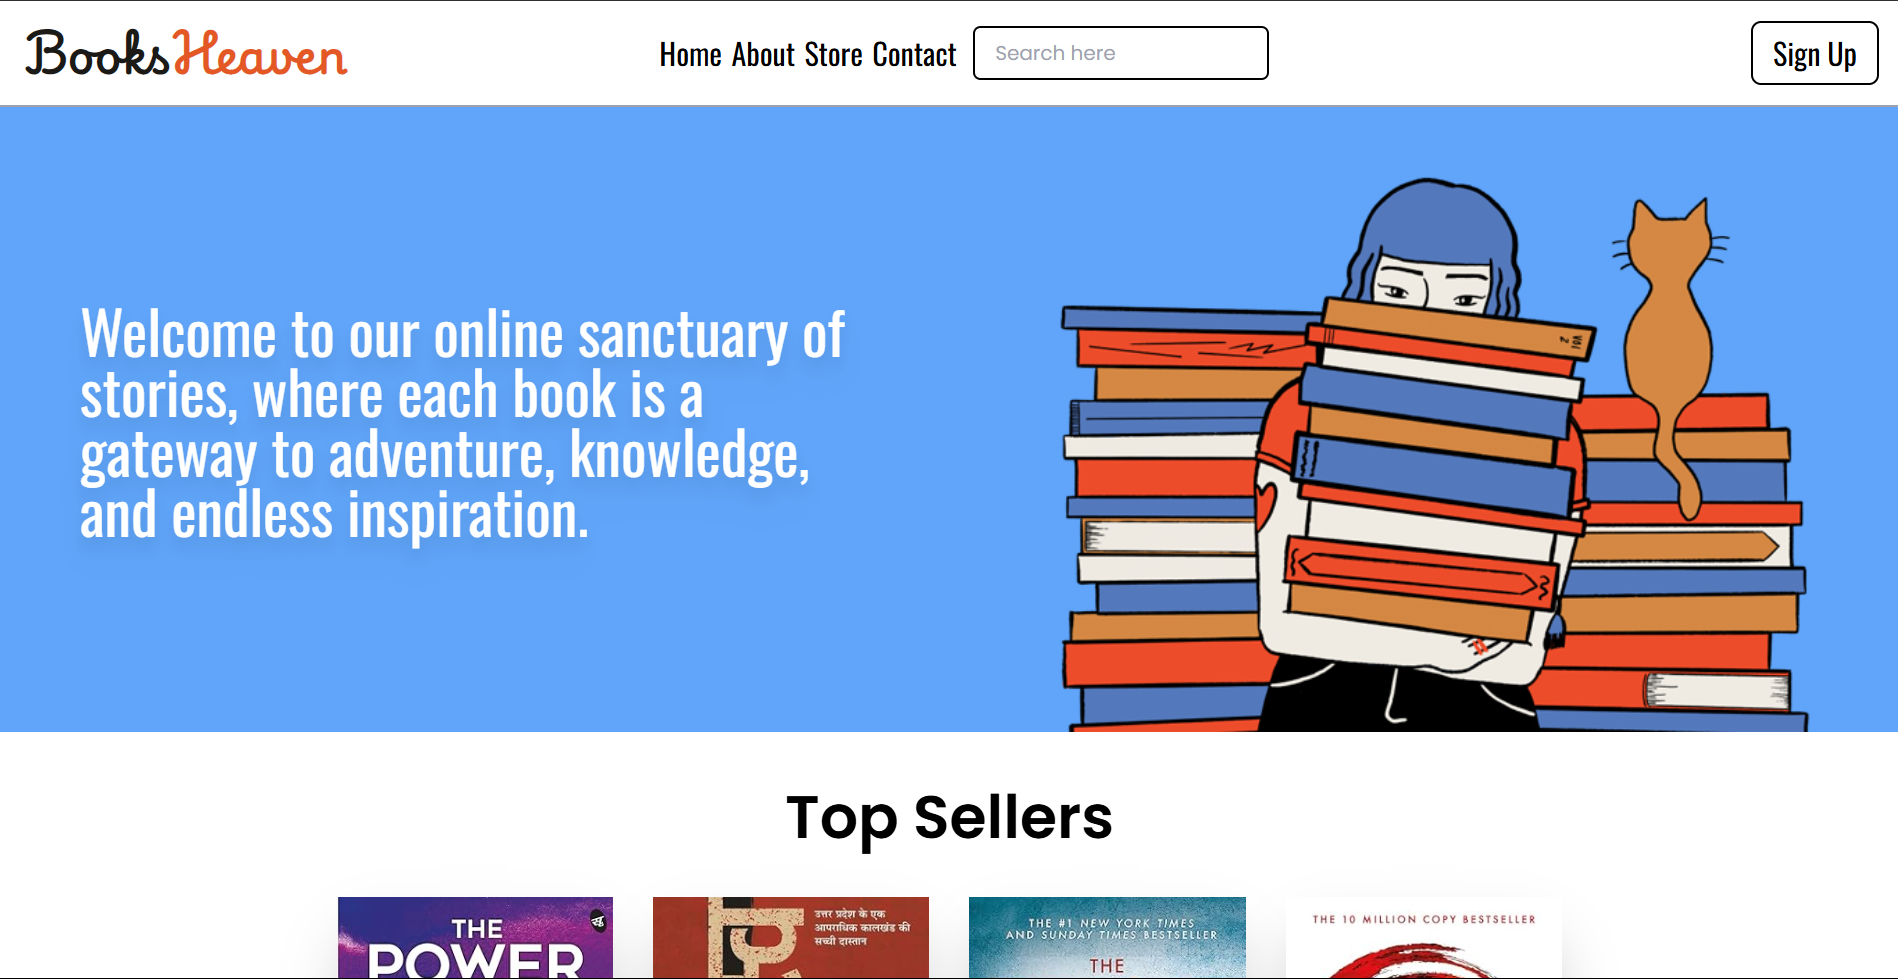 BooksHeaven
Home About Store Contact
Search here
Sign Up
Welcome to our online sanctuary of
stories, where each book is a
gateway to adventure, knowledge,
and endless inspiration.
VOL
2
Top Sellers
THE
POWER
उत्तर प्रदेश के एक
आपराधिक कालखंड की
सच्ची दास्तान
THE #1 NEW YORK TIMES
AND SUNDAY TIMES BESTSELLER
THE
THE 10 MILLION COPY BESTSELLER